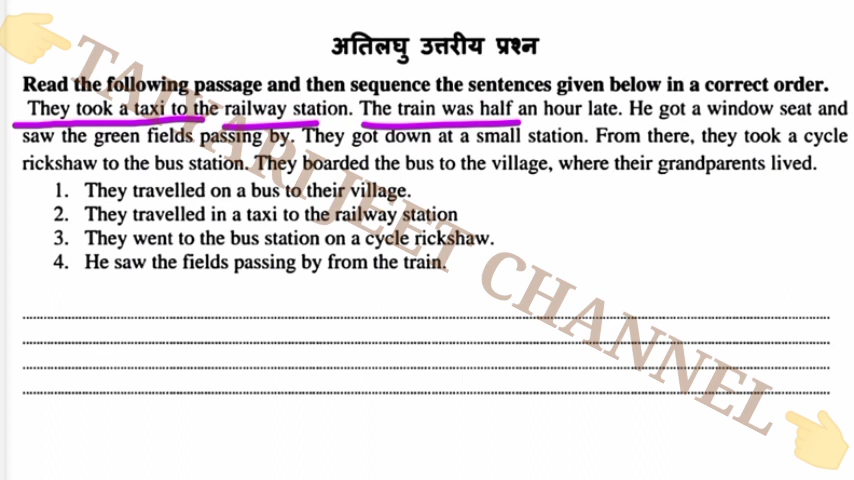 अतिलघु उत्तरीय प्रश्न
Read the following passage and then sequence the sentences given below in a correct order.
They took a taxi to the railway station. The train was half an hour late. He got a window seat and
saw the green fields passing by. They got down at a small station. From there, they took a cycle
rickshaw to the bus station. They boarded the bus to the village, where their grandparents lived.
1. They travelled on a bus to their village.
2. They travelled in a taxi to the railway station
3. They went to the bus station on a cycle rickshaw.
4. He saw the fields passing by from the train.
TAIYARI JEET CHANNEL